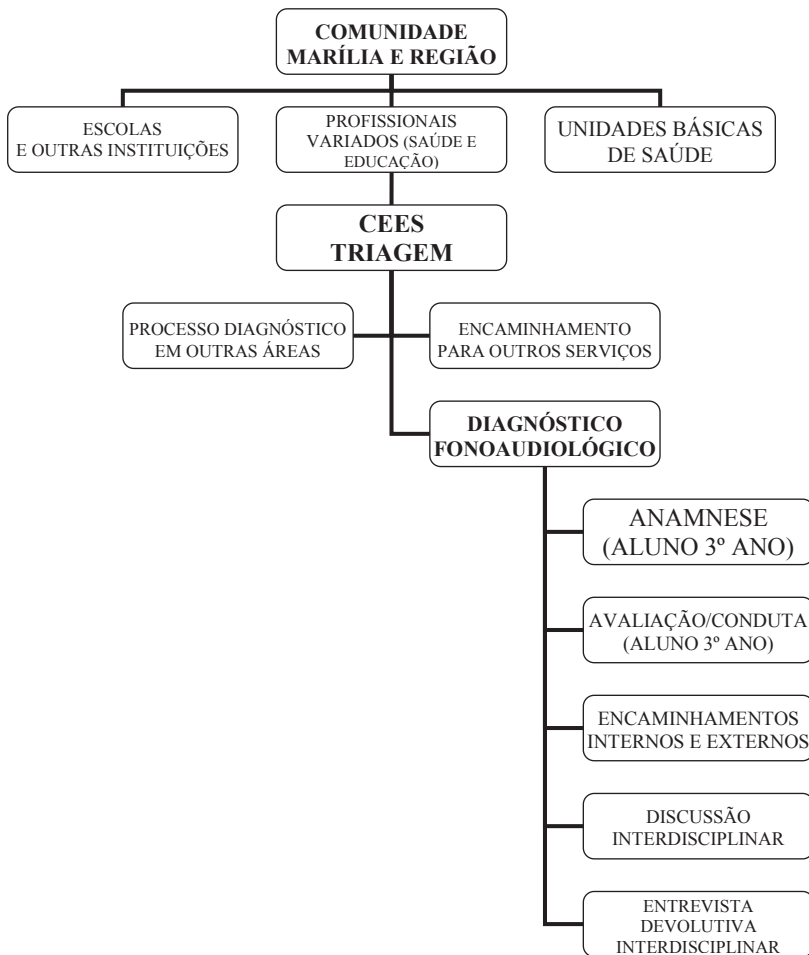 COMUNIDADE
MARÍLIA E REGIÃO
ESCOLAS
E OUTRAS INSTITUIÇÕES
PROFISSIONAIS
VARIADOS (SAÚDE E
EDUCAÇÃO)
UNIDADES BÁSICAS
DE SAÚDE
CEES
TRIAGEM
PROCESSO DIAGNÓSTICO
EM OUTRAS ÁREAS
ENCAMINHAMENTO
PARA OUTROS SERVIÇOS
DIAGNÓSTICO
FONOAUDIOLÓGICO
ANAMNESE
(ALUNO 3º ANO)
AVALIAÇÃO/CONDUTA
(ALUNO 3º ANO)
ENCAMINHAMENTOS
INTERNOS E EXTERNOS
DISCUSSÃO
INTERDISCIPLINAR
ENTREVISTA
DEVOLUTIVA
INTERDISCIPLINAR